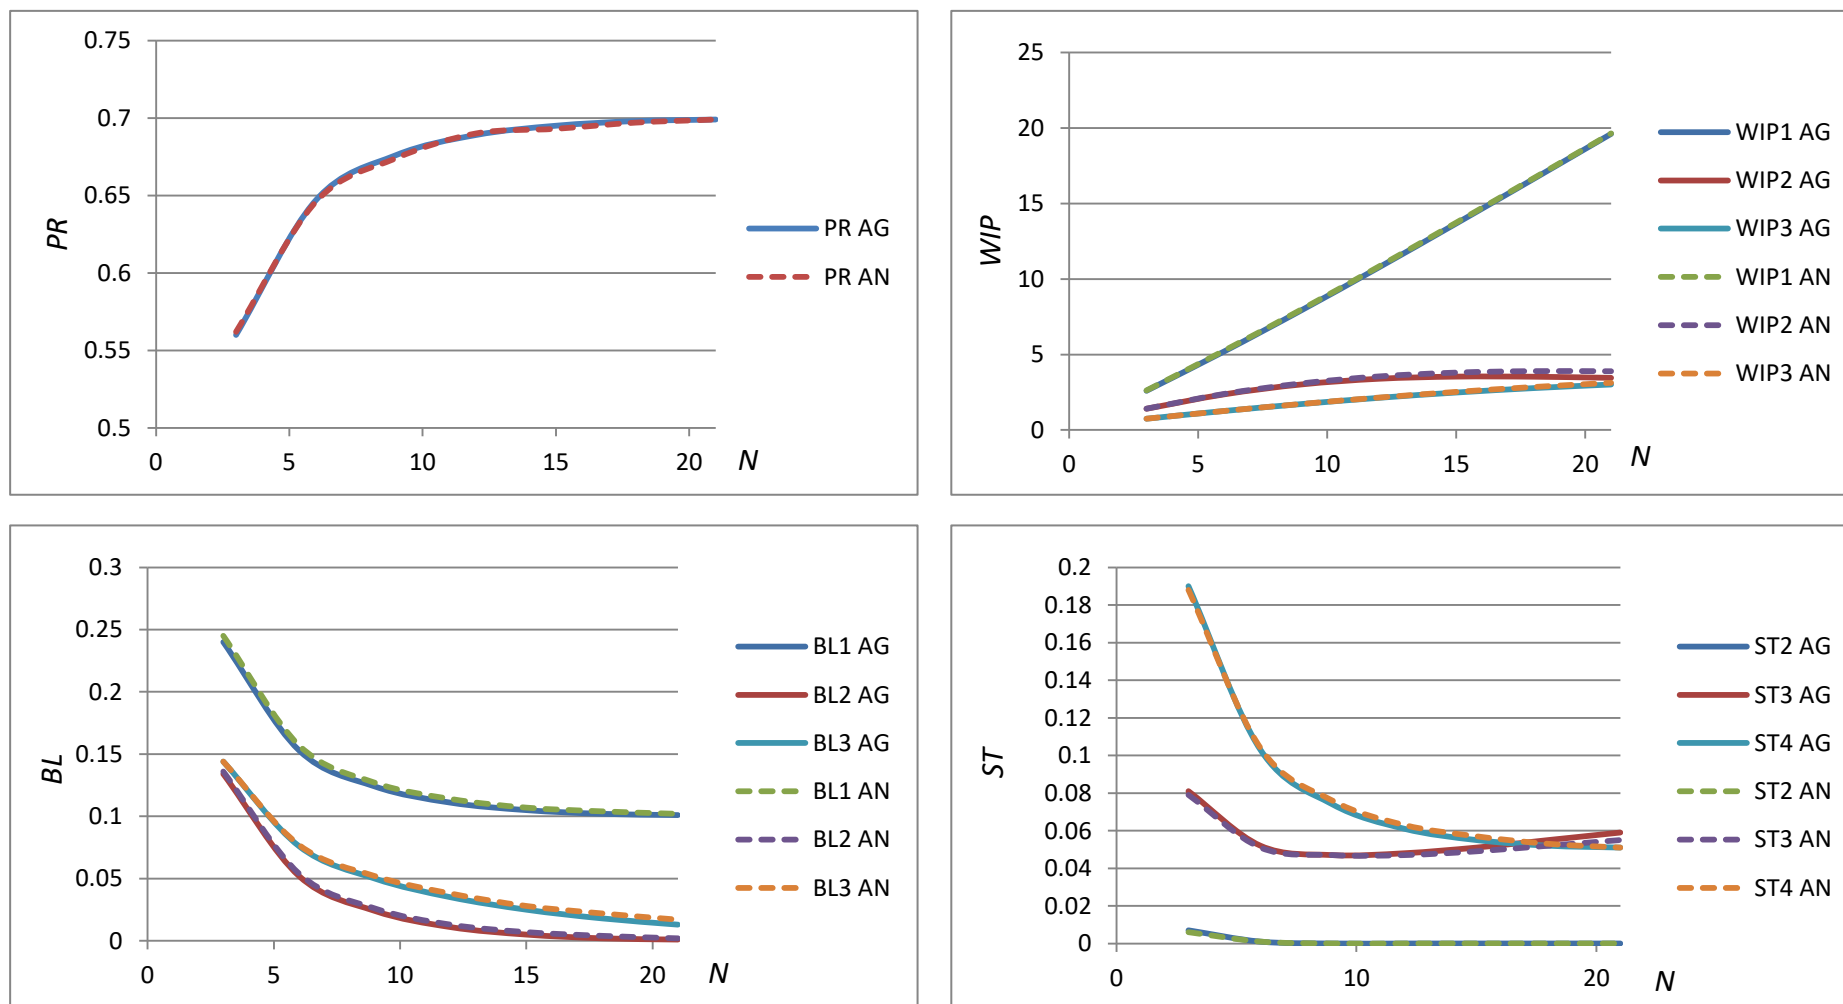 0.75
0.7
0.65
0.6
0.55
0.5
PR
0
5
10
15
20
N
PR AG
PR AN
25
20
15
10
5
0
WIP
0
5
10
15
20
N
WIP1 AG
WIP2 AG
WIP3 AG
WIP1 AN
WIP2 AN
WIP3 AN
0.3
0.25
0.2
0.15
0.1
0.05
0
BL
0
5
10
15
20
N
BL1 AG
BL2 AG
BL3 AG
BL1 AN
BL2 AN
BL3 AN
0.2
0.18
0.16
0.14
0.12
0.1
0.08
0.06
0.04
0.02
0
ST
0
10
20
N
ST2 AG
ST3 AG
ST4 AG
ST2 AN
ST3 AN
ST4 AN